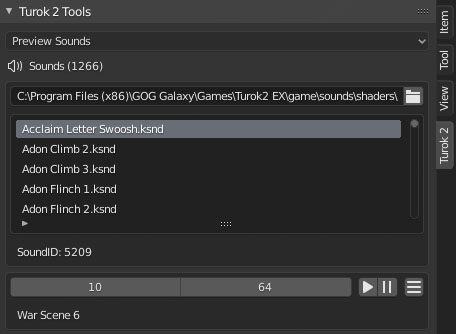 Turok 2 Tools
Preview Sounds
Sounds (1266)
C:\Program Files (x86)\GOG Galaxy\Games\Turok2 EX\game\sounds\shaders\
Acclaim Letter Swoosh.ksnd
Adon Climb 2.ksnd
Adon Climb 3.ksnd
Adon Flinch 1.ksnd
Adon Flinch 2.ksnd
SoundID: 5209
10 64
War Scene 6
Item
Tool
View
Turok 2